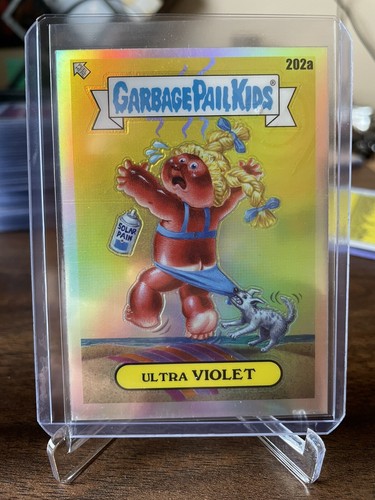 202a
GARBAGE PAIL KIDS®
SOLAR
PAIN
ULTRA VIOLET